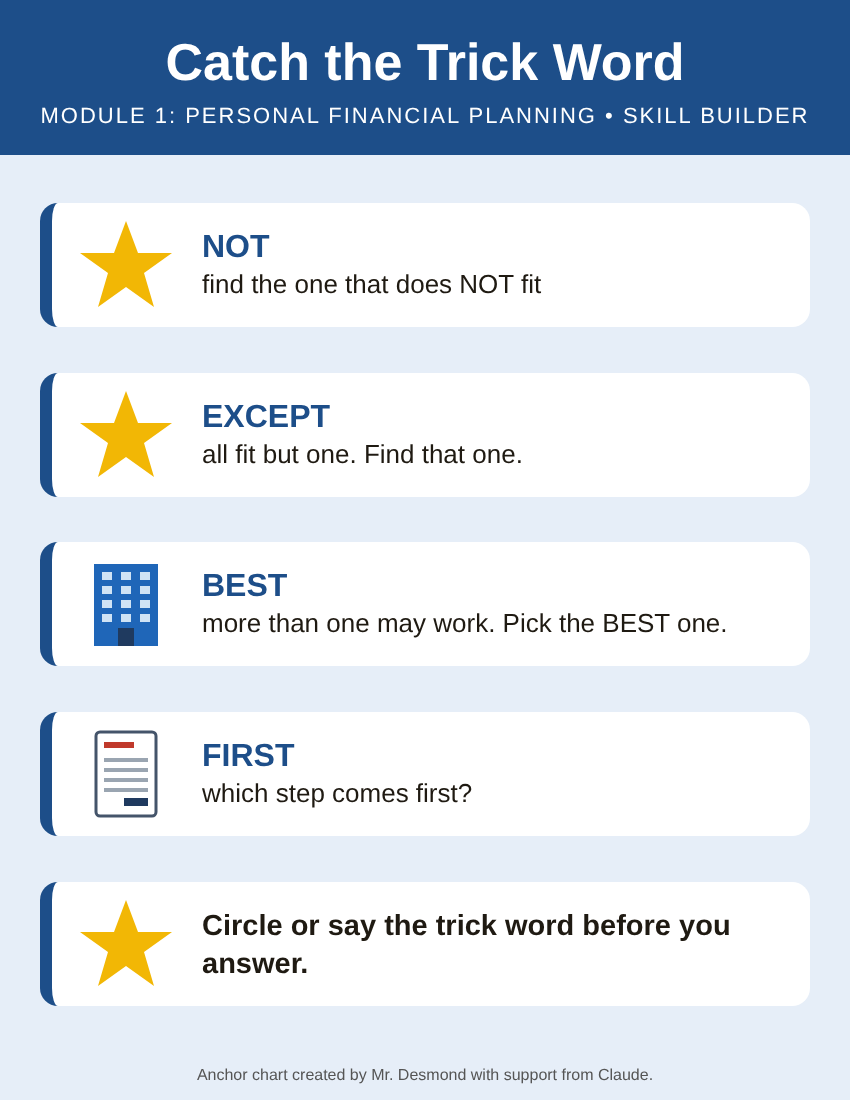 Catch the Trick Word
MODULE 1: PERSONAL FINANCIAL PLANNING • SKILL BUILDER
NOT
find the one that does NOT fit
EXCEPT
all fit but one. Find that one.
BEST
more than one may work. Pick the BEST one.
FIRST
which step comes first?
Circle or say the trick word before you
answer.
Anchor chart created by Mr. Desmond with support from Claude.